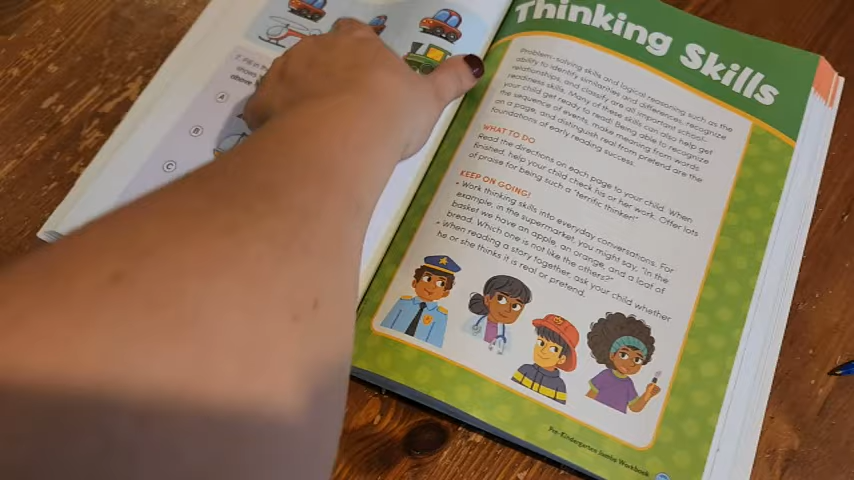 Thinking Skills
Problem-solving skills and logical reasoning such as the
ability to identify similarities and differences, recognize
relationships, and classify are all important school-
readiness skills. Many of these skills can also help get
your child get ready to read! Being able to recognize
the sequence of events, make meaning from words
on a page, and distinguish real from pretend are the
foundations of early reading success.
WHAT TO DO
Read the directions on each page to your child. When
finished, help your child check his or her work. Offer lots
of praise for being such a "terrific thinker!"
KEEP ON GOING!
• Work thinking skills into everyday conversations. For
example, in the supermarket, you might say, "In the
basket we have an apple, an orange, and a loaf of
bread. Which one is not like the others?"
• When reading a story together, ask your child whether
he or she thinks it is real or pretend.
Pre-Kindergarten Jumbo Workbook
A
B
C